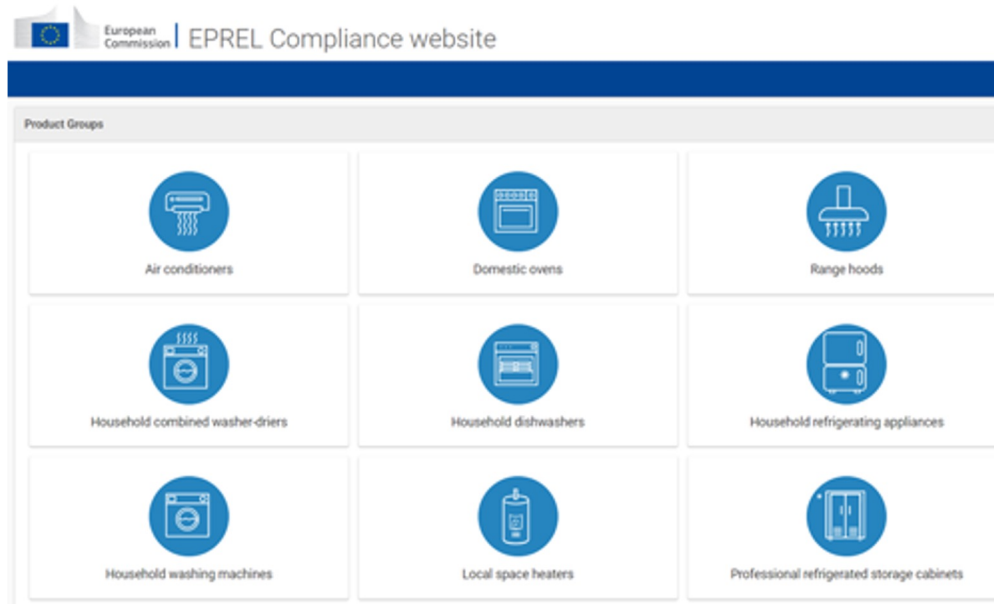 European
Commission
EPREL Compliance website
Product Groups
Air conditioners
Domestic ovens
Range hoods
Household combined washer-driers
Household dishwashers
Household refrigerating appliances
Household washing machines
Local space heaters
Professional refrigerated storage cabinets